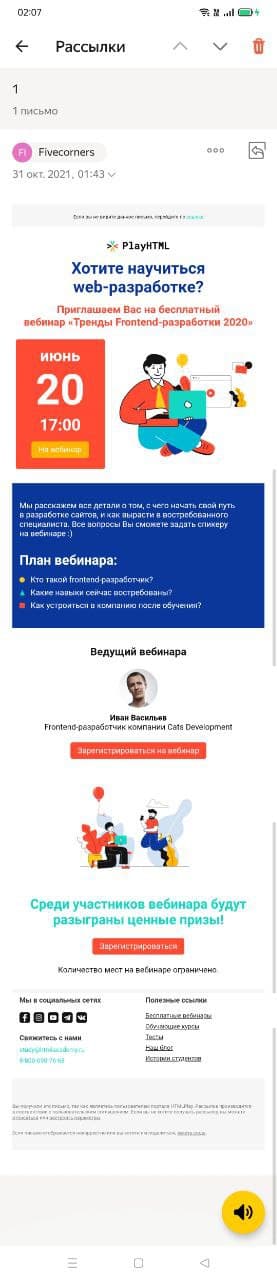 02:07
Рассылки
1
1 письмо
FI Fivecorners
31 окт. 2021, 01:43
Если вы не видите данное письмо, перейдите по ссылке.
PlayHTML
Хотите научиться
web-разработке?
Приглашаем Вас на бесплатный
вебинар «Тренды Frontend-разработки 2020»
ИЮНЬ
20
17:00
На вебинар
Мы расскажем все детали о том, с чего начать свой путь
в разработке сайтов, и как вырасти в востребованного
специалиста. Все вопросы Вы сможете задать спикеру
на вебинаре :)
План вебинара:
Кто такой frontend-разработчик?
Какие навыки сейчас востребованы?
Как устроиться в компанию после обучения?
Ведущий вебинара
Иван Васильев
Frontend-разработчик компании Cats Development
Зарегистрироваться на вебинар
Среди участников вебинара будут
разыграны ценные призы!
Зарегистрироваться
Количество мест на вебинаре ограничено.
Мы в социальных сетях
Свяжитесь с нами
Полезные ссылки
Бесплатные вебинары
Обучающие курсы
Тесты
Наш блог
Истории студентов